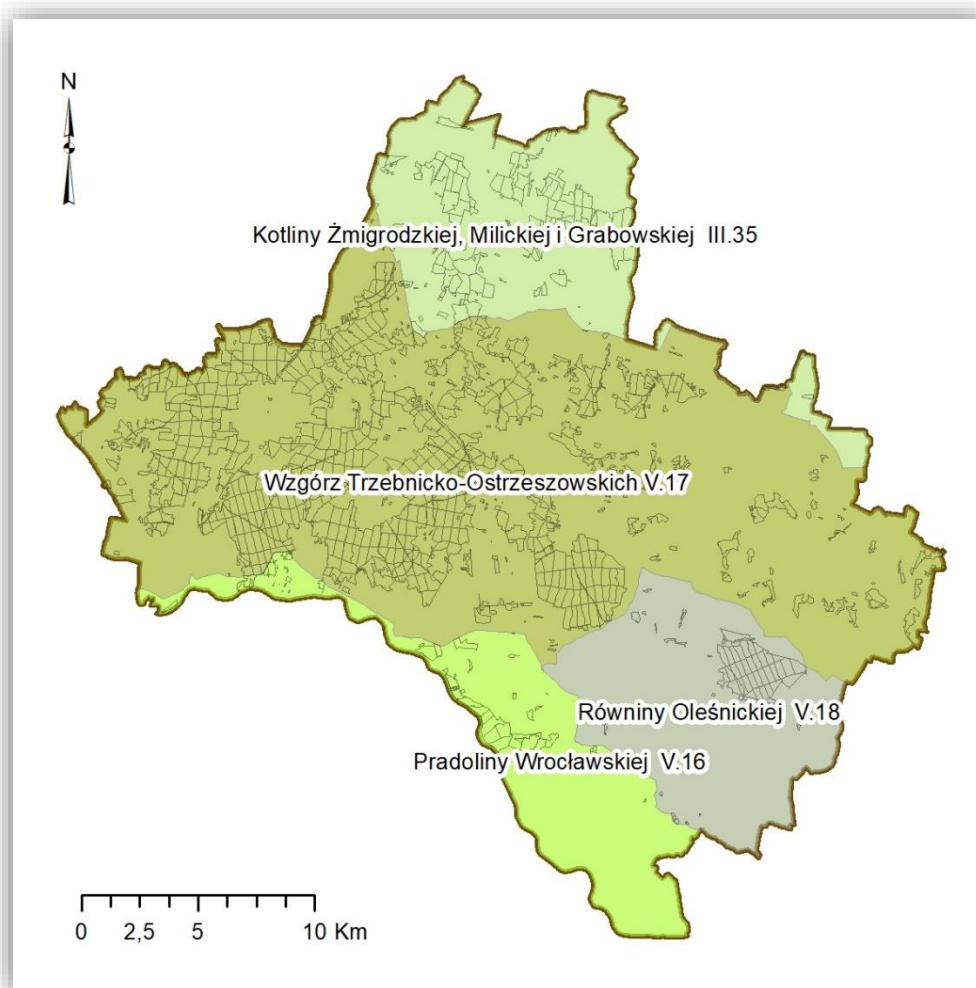 N
Kotliny Żmigrodzkiej, Milickiej i Grabowskiej III.35
Wzgórz Trzebnicko-Ostrzeszowskich V.17
Równiny Oleśnickiej V.18
Pradoliny Wrocławskiej V.16
0 2,5 5 10 Km